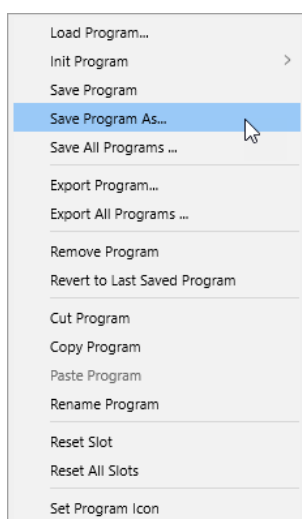 Load Program...
Init Program
Save Program
Save Program As...
Save All Programs ...
Export Program...
Export All Programs ...
Remove Program
Revert to Last Saved Program
Cut Program
Copy Program
Paste Program
Rename Program
Reset Slot
Reset All Slots
Set Program Icon